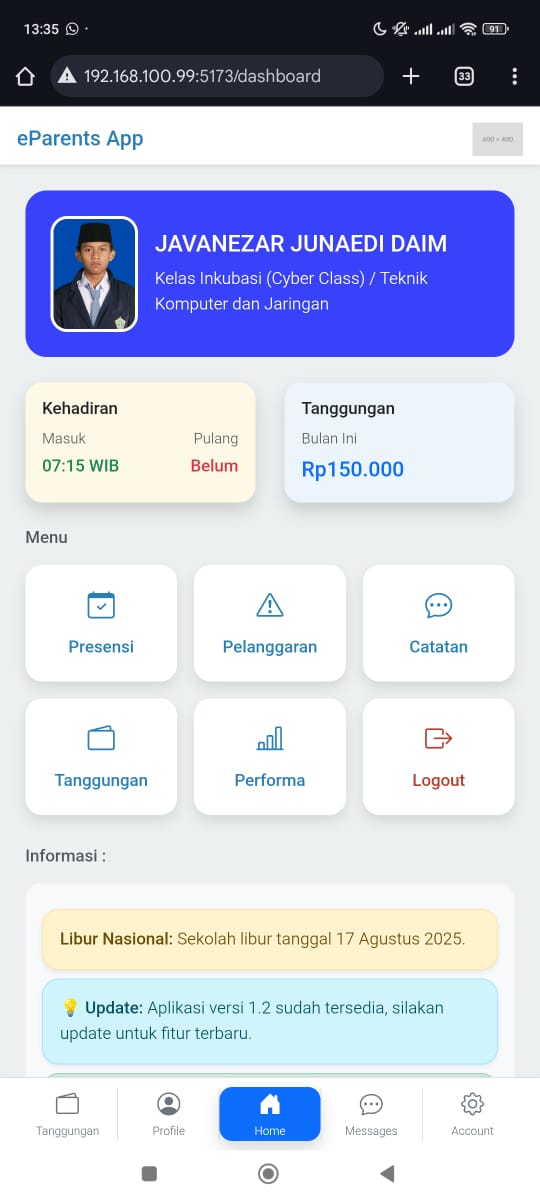 13:35
91
192.168.100.99:5173/dashboard
33
eParents App
600 × 400
JAVANEZAR JUNAEDI DAIM
Kelas Inkubasi (Cyber Class) / Teknik
Komputer dan Jaringan
Kehadiran
Masuk Pulang
07:15 WIB Belum
Tanggungan
Bulan Ini
Rp150.000
Menu
Presensi Pelanggaran Catatan
Tanggungan Performa Logout
Informasi :
Libur Nasional: Sekolah libur tanggal 17 Agustus 2025.
💡 Update: Aplikasi versi 1.2 sudah tersedia, silakan
update untuk fitur terbaru.
Tanggungan Profile Home Messages Account